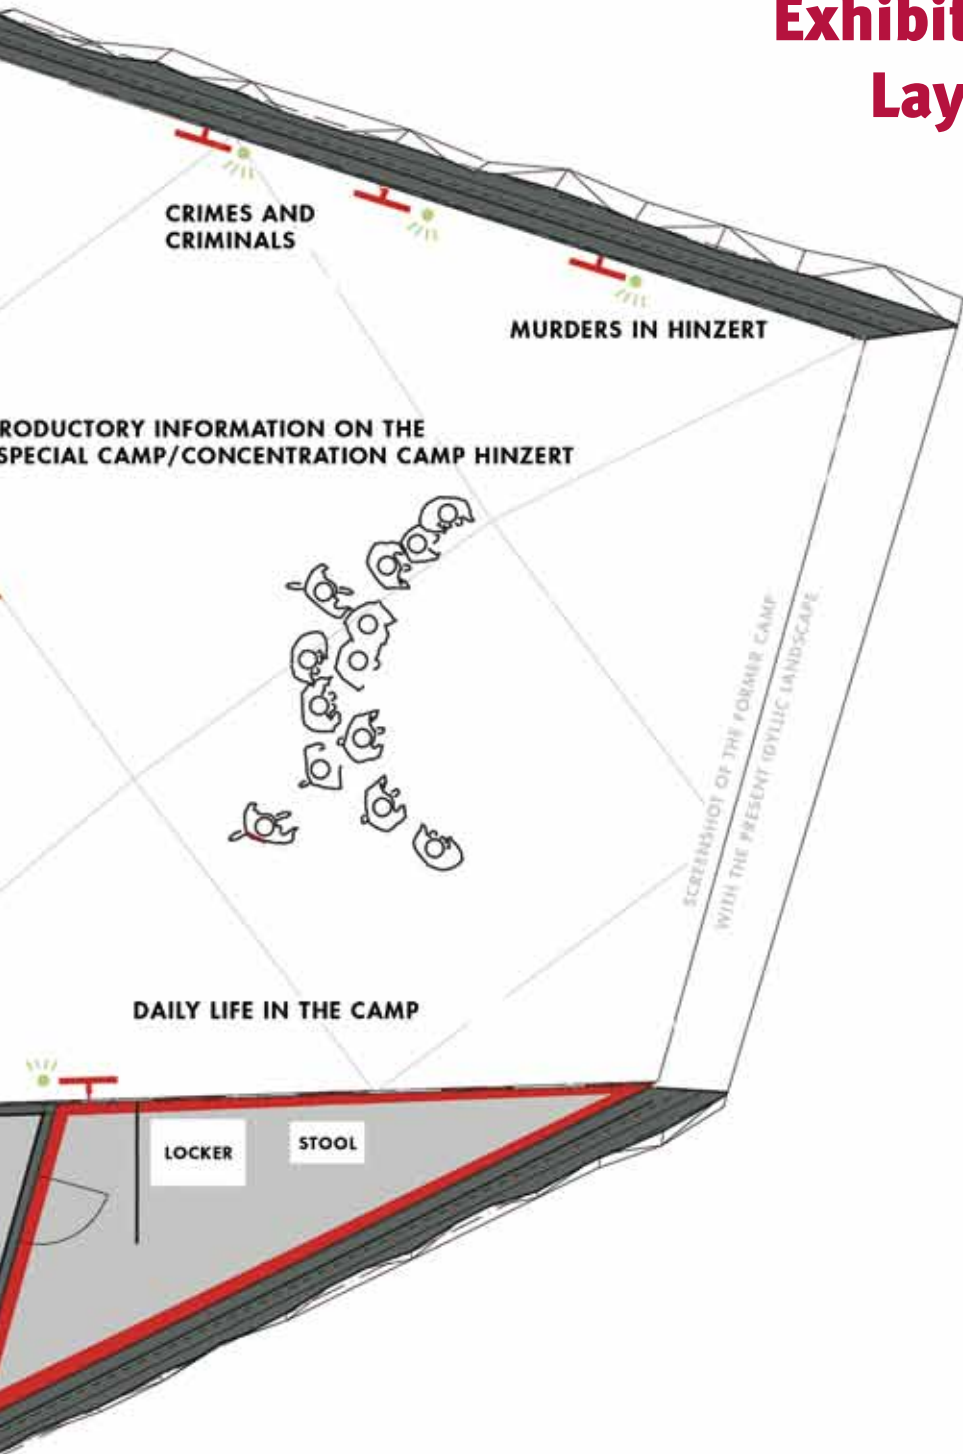 Exhibit
Lay
CRIMES AND
CRIMINALS
MURDERS IN HINZERT
RODUCTORY INFORMATION ON THE
SPECIAL CAMP/CONCENTRATION CAMP HINZERT
SCREENSHOT OF THE FORMER CAMP
WITH THE PRESENT IDYLLIC LANDSCAPE
DAILY LIFE IN THE CAMP
LOCKER
STOOL